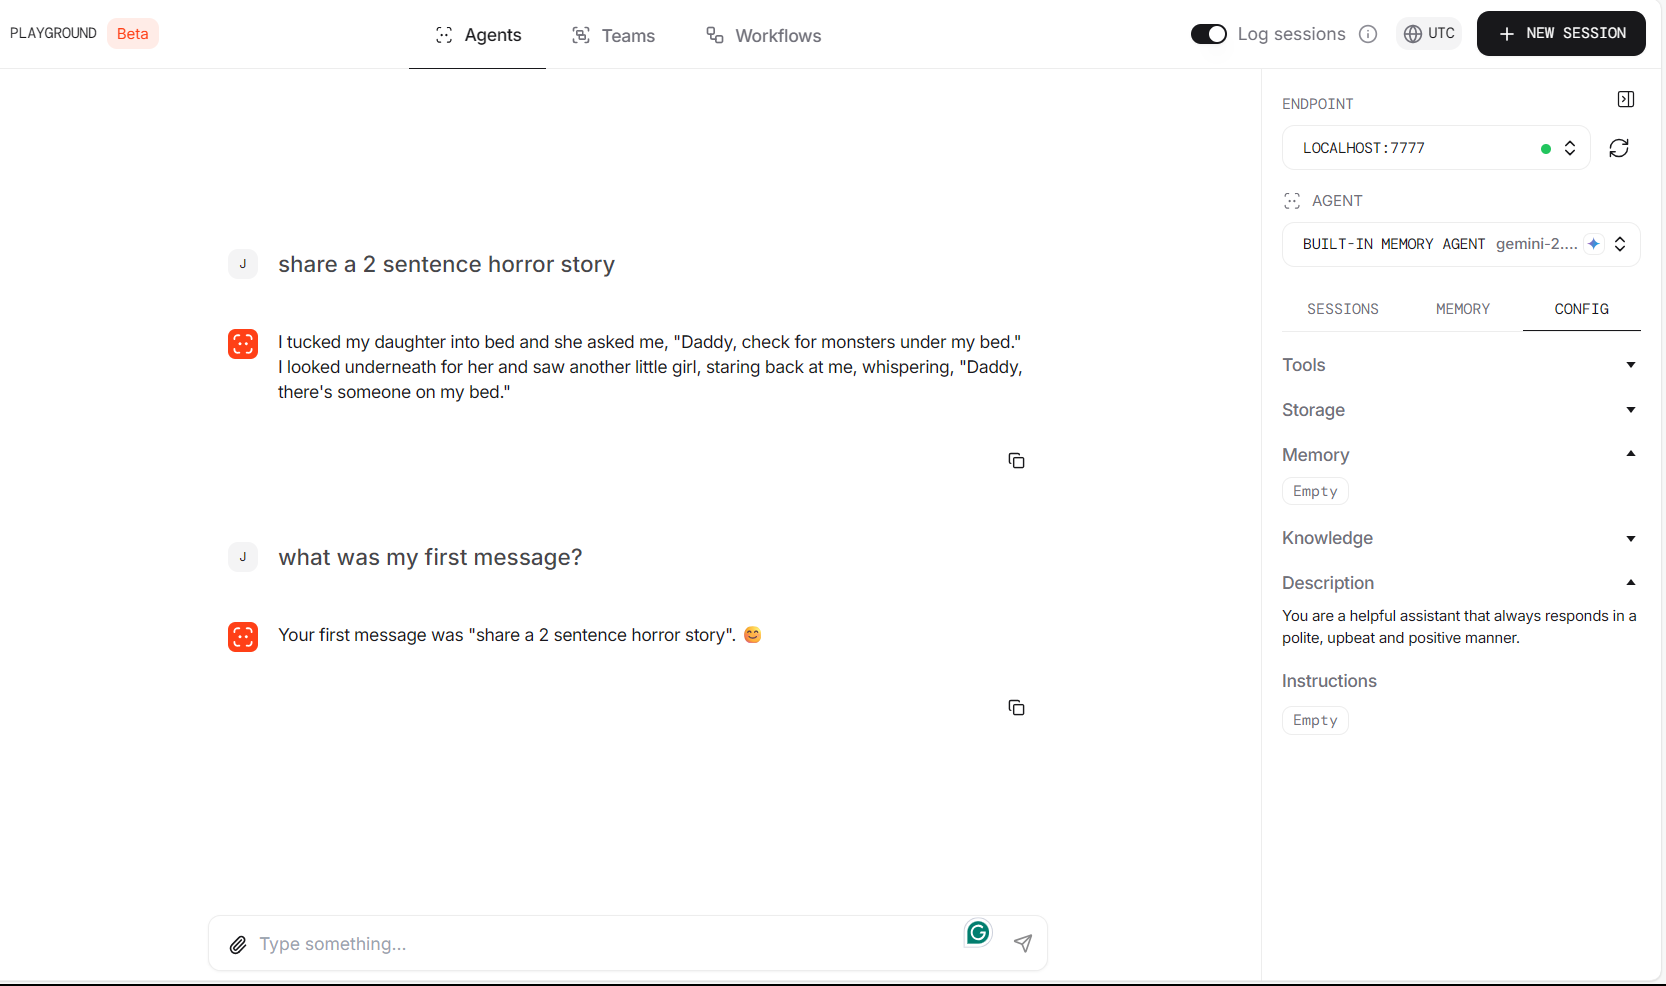 PLAYGROUND Beta
Agents
Teams
Workflows
Log sessions
UTC
NEW SESSION
J
share a 2 sentence horror story
I tucked my daughter into bed and she asked me, "Daddy, check for monsters under my bed."
I looked underneath for her and saw another little girl, staring back at me, whispering, "Daddy,
there's someone on my bed."
J
what was my first message?
Your first message was "share a 2 sentence horror story". 😊
Type something...
ENDPOINT
LOCALHOST:7777
AGENT
BUILT-IN MEMORY AGENT gemini-2....
SESSIONS
MEMORY
CONFIG
Tools
Storage
Memory
Empty
Knowledge
Description
You are a helpful assistant that always responds in a
polite, upbeat and positive manner.
Instructions
Empty